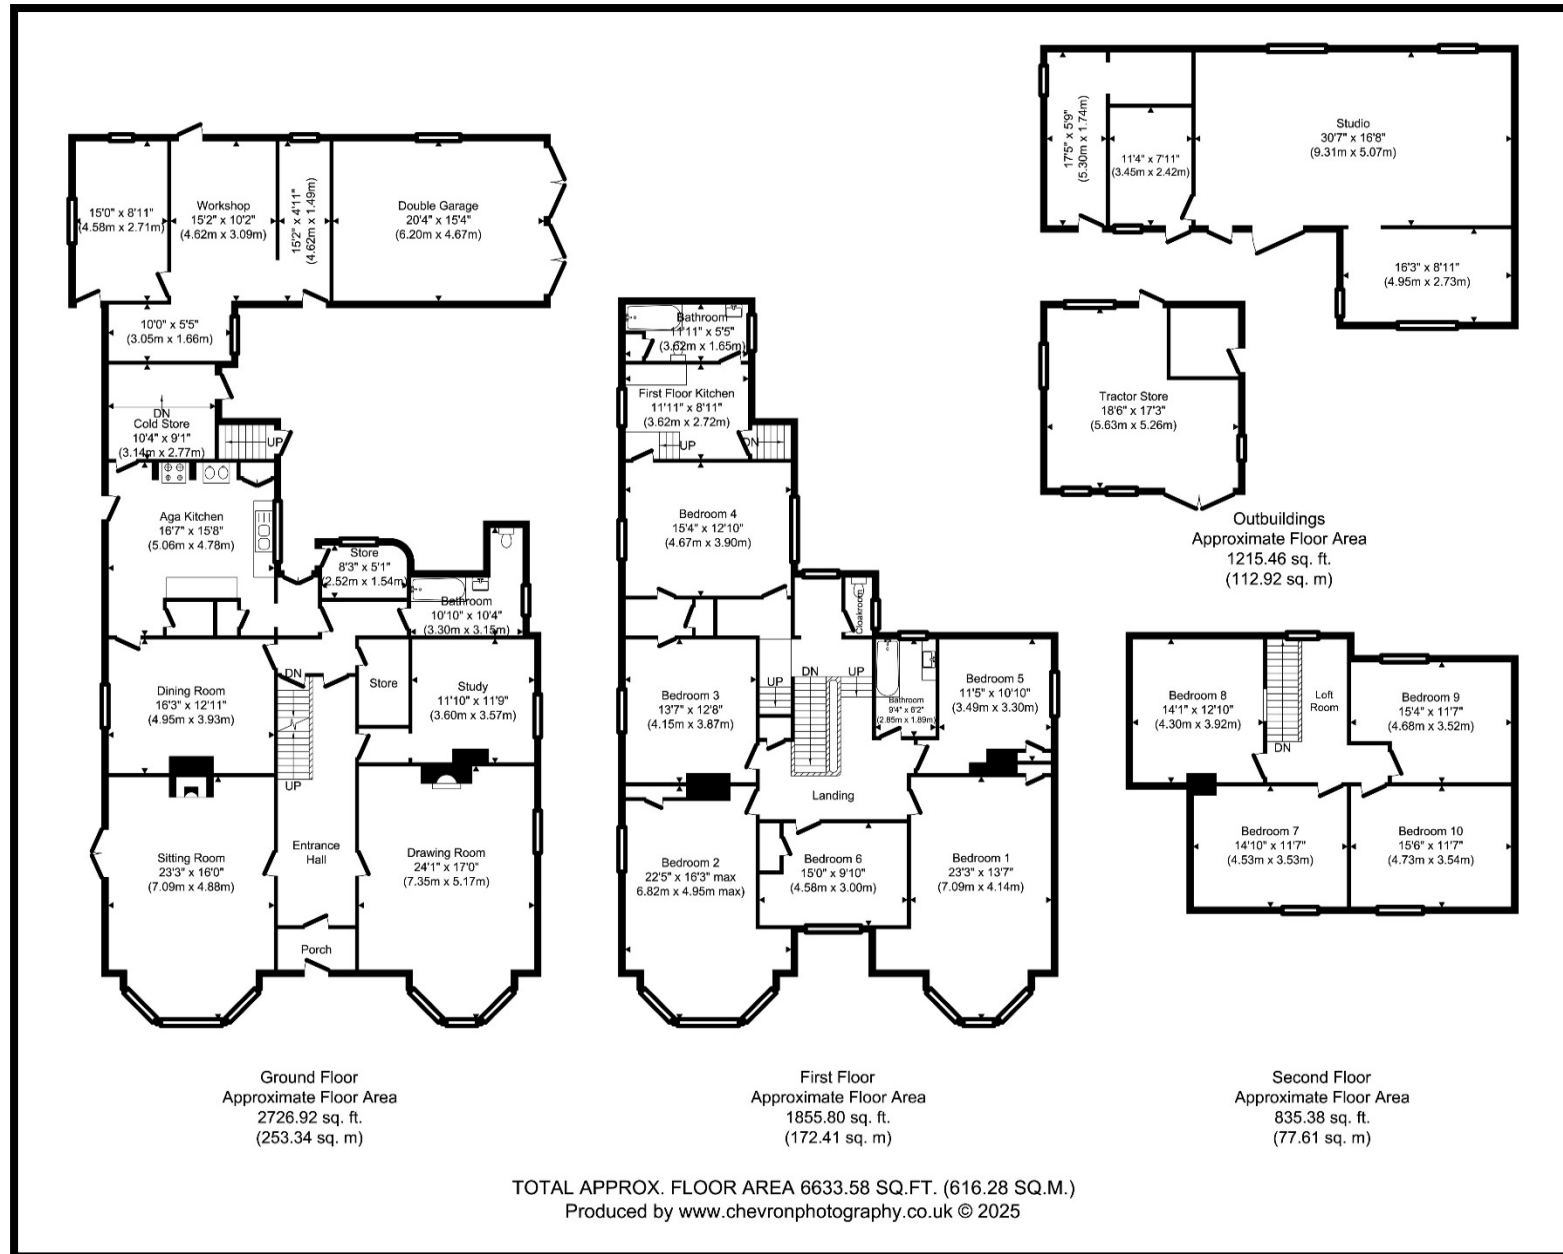 15'0" x 8'11"
(4.58m x 2.71m)
Workshop
15'2" x 10'2"
(4.62m x 3.09m)
15'2" x 4'11"
(4.62m x 1.49m)
Double Garage
20'4" x 15'4"
(6.20m x 4.67m)
10'0" x 5'5"
(3.05m x 1.66m)
DN
Cold Store
10'4" x 9'1"
(3.14m x 2.77m)
UP
Aga Kitchen
16'7" x 15'8"
(5.06m x 4.78m)
Store
8'3" x 5'1"
(2.52m x 1.54m)
Bathroom
10'10" x 10'4"
(3.30m x 3.15m)
Dining Room
16'3" x 12'11"
(4.95m x 3.93m)
DN
Store
Study
11'10" x 11'9"
(3.60m x 3.57m)
UP
Sitting Room
23'3" x 16'0"
(7.09m x 4.88m)
Entrance
Hall
Drawing Room
24'1" x 17'0"
(7.35m x 5.17m)
Porch
Ground Floor
Approximate Floor Area
2726.92 sq. ft.
(253.34 sq. m)
Bathroom
11'11" x 5'5"
(3.62m x 1.65m)
First Floor Kitchen
11'11" x 8'11"
(3.62m x 2.72m)
UP
DN
Bedroom 4
15'4" x 12'10"
(4.67m x 3.90m)
Cloakroom
Bedroom 3
13'7" x 12'8"
(4.15m x 3.87m)
UP
DN
UP
Bathroom
9'4" x 6'2"
(2.85m x 1.89m)
Bedroom 5
11'5" x 10'10"
(3.49m x 3.30m)
Landing
Bedroom 2
22'5" x 16'3" max
6.82m x 4.95m max)
Bedroom 6
15'0" x 9'10"
(4.58m x 3.00m)
Bedroom 1
23'3" x 13'7"
(7.09m x 4.14m)
First Floor
Approximate Floor Area
1855.80 sq. ft.
(172.41 sq. m)
17'5" x 5'9"
(5.30m x 1.74m)
11'4" x 7'11"
(3.45m x 2.42m)
Studio
30'7" x 16'8"
(9.31m x 5.07m)
16'3" x 8'11"
(4.95m x 2.73m)
Tractor Store
18'6" x 17'3"
(5.63m x 5.26m)
Outbuildings
Approximate Floor Area
1215.46 sq. ft.
(112.92 sq. m)
Bedroom 8
14'1" x 12'10"
(4.30m x 3.92m)
DN
Loft
Room
Bedroom 9
15'4" x 11'7"
(4.68m x 3.52m)
Bedroom 7
14'10" x 11'7"
(4.53m x 3.53m)
Bedroom 10
15'6" x 11'7"
(4.73m x 3.54m)
Second Floor
Approximate Floor Area
835.38 sq. ft.
(77.61 sq. m)
TOTAL APPROX. FLOOR AREA 6633.58 SQ.FT. (616.28 SQ.M.)
Produced by www.chevronphotography.co.uk © 2025